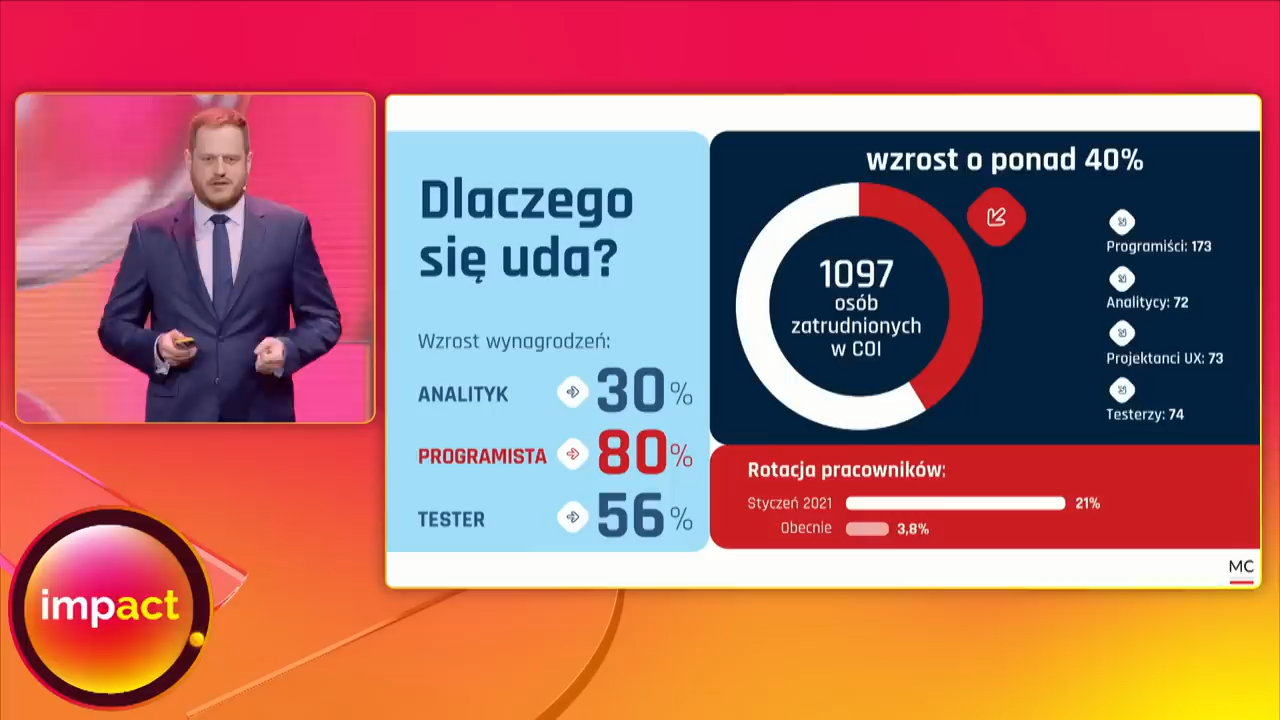 Dlaczego
się uda?
Wzrost wynagrodzeń:
ANALITYK 30%
PROGRAMISTA 80%
TESTER 56%
wzrost o ponad 40%
1097
osób
zatrudnionych
w COI
Programiści: 173
Analitycy: 72
Projektanci UX: 73
Testerzy: 74
Rotacja pracowników:
Styczeń 2021 21%
Obecnie 3,8%
MC
impact